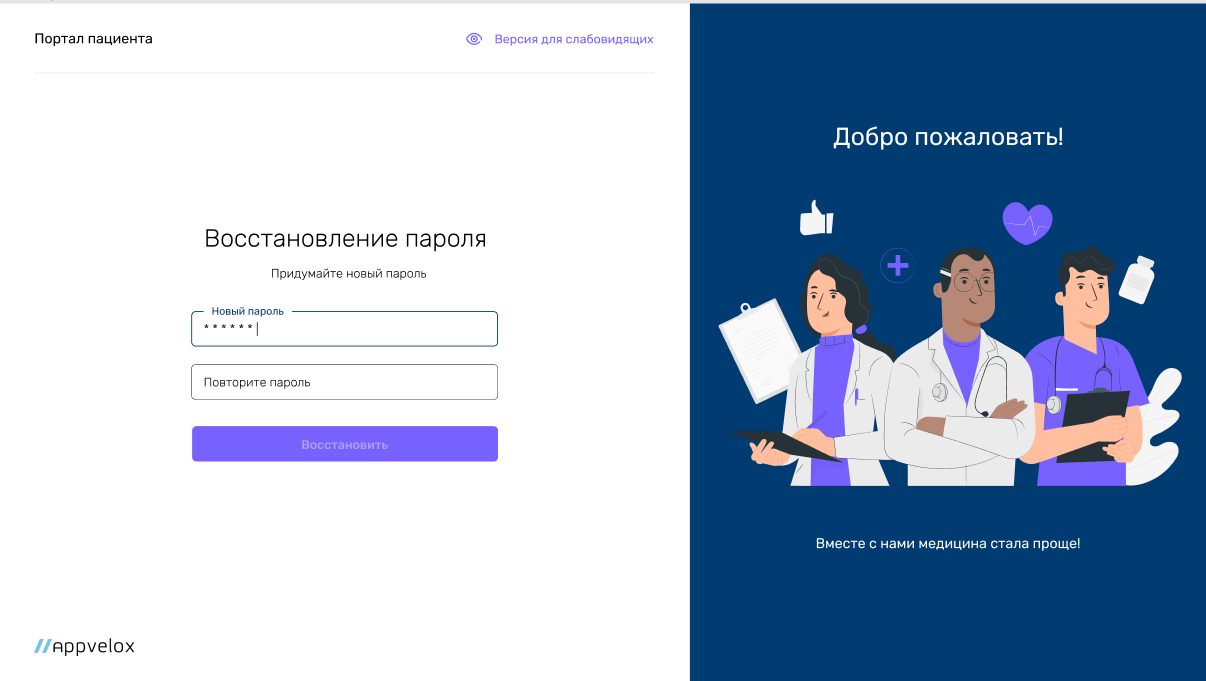 Портал пациента
Версия для слабовидящих
Восстановление пароля
Придумайте новый пароль
Новый пароль
******
Повторите пароль
Восстановить
//Appvelox
Добро пожаловать!
Вместе с нами медицина стала проще!